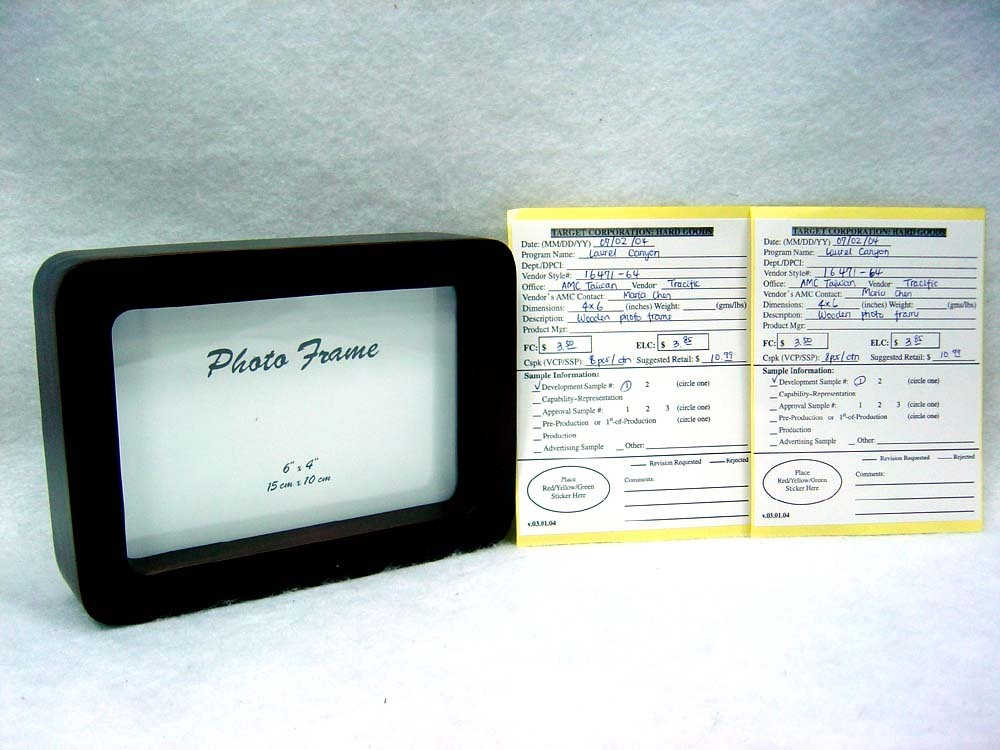 Photo Frame
6" x 4"
15 cm x 10 cm
TARGET CORPORATION: HARD GOODS
Date: (MM/DD/YY) 07/02/04
Program Name: Laurel Canyon
Dept./DPCI:
Vendor Style#: 16471-64
Office: AMC Taiwan Vendor Tracific
Vendor's AMC Contact: Maria Chen
Dimensions: 4x6 (inches) Weight: (gms/lbs)
Description: Wooden photo frame
Product Mgr:
FC: $ 3.50 ELC: $ 3.85
Cspk (VCP/SSP): 8pcs/ctn Suggested Retail: $ 10.99
Sample Information:
√ Development Sample #: 1 2 (circle one)
Capability-Representation
Approval Sample #: 1 2 3 (circle one)
Pre-Production or 1st-of-Production (circle one)
Production
Advertising Sample Other:
Revision Requested Rejected
Place
Red/Yellow/Green
Sticker Here
Comments:
v.03.01.04
TARGET CORPORATION: HARD GOODS
Date: (MM/DD/YY) 07/02/04
Program Name: Laurel Canyon
Dept./DPCI:
Vendor Style#: 16471-64
Office: AMC Taiwan Vendor Tracific
Vendor's AMC Contact: Maria Chen
Dimensions: 4x6 (inches) Weight: (gms/lbs)
Description: Wooden photo frame
Product Mgr:
FC: $ 3.50 ELC: $ 3.85
Cspk (VCP/SSP): 8pcs/ctn Suggested Retail: $ 10.99
Sample Information:
√ Development Sample #: 1 2 (circle one)
Capability-Representation
Approval Sample #: 1 2 3 (circle one)
Pre-Production or 1st-of-Production (circle one)
Production
Advertising Sample Other:
Revision Requested Rejected
Place
Red/Yellow/Green
Sticker Here
Comments:
v.03.01.04